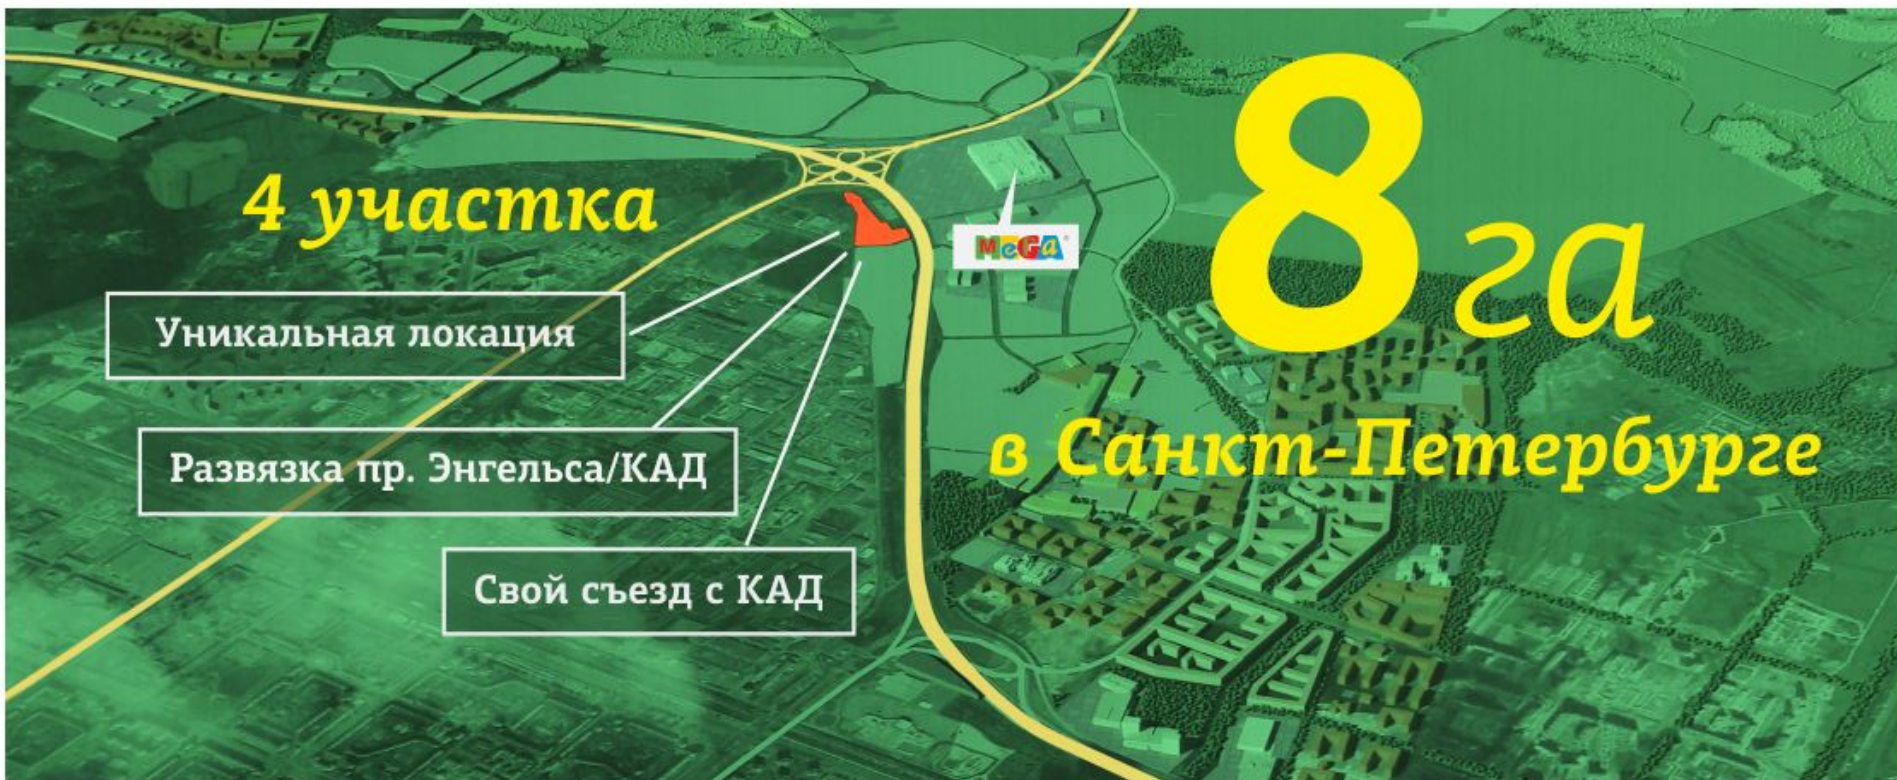 4 участка
Уникальная локация
Развязка пр. Энгельса/КАД
Свой съезд с КАД
MeGa®
8 га
в Санкт-Петербурге